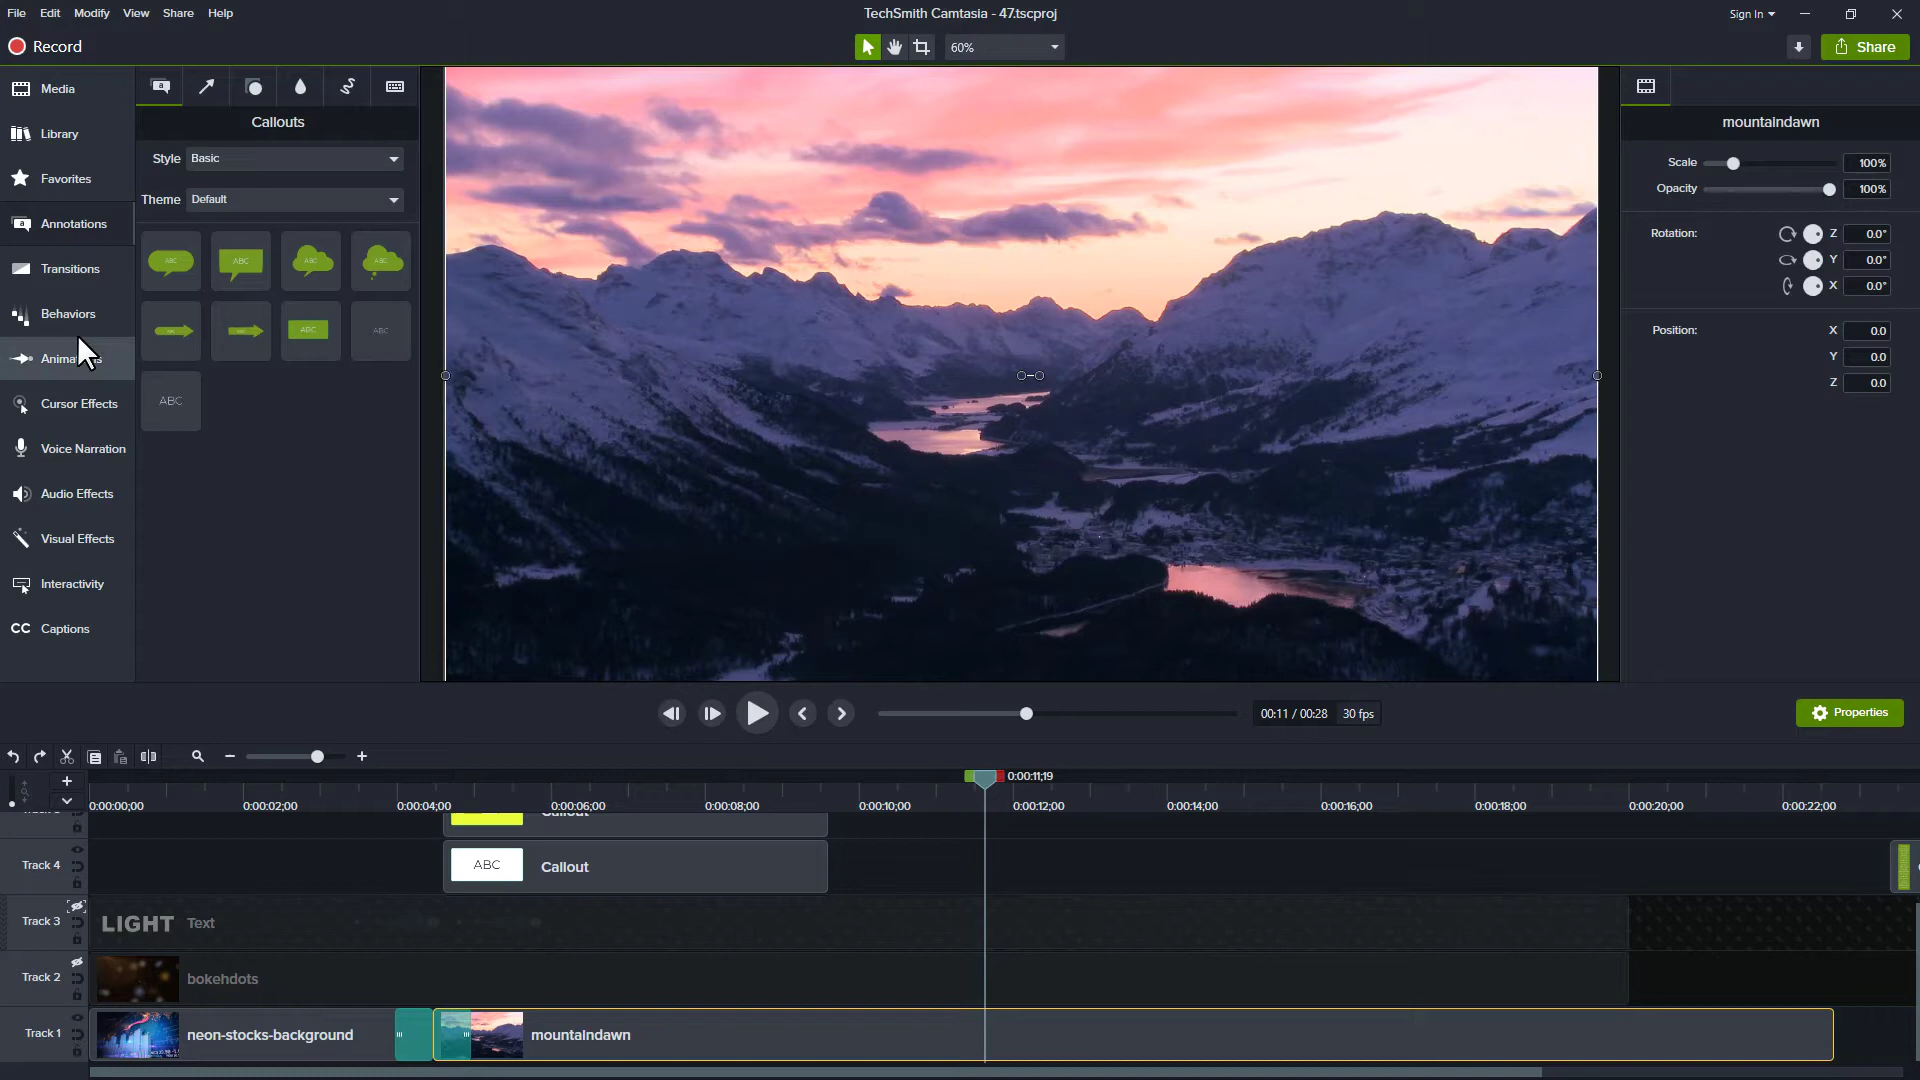 File Edit Modify View Share Help
TechSmith Camtasia - 47.tscproj
Sign In
Record
60%
Share
Media
Library
Favorites
Annotations
Transitions
Behaviors
Cursor Effects
Voice Narration
Audio Effects
Visual Effects
Interactivity
CC Captions
Callouts
Style Basic
Theme Default
ABC ABC ABC ABC
ABC ABC
ABC
mountaindawn
Scale 100%
Opacity 100%
Rotation: Z 0.0°
Y 0.0°
X 0.0°
Position: X 0.0
Y 0.0
Z 0.0
00:11 / 00:28 30 fps
Properties
0:00:11;19
0:00:00;00 0:00:02;00 0:00:04;00 0:00:06;00 0:00:08;00 0:00:10;00 0:00:12;00 0:00:14;00 0:00:16;00 0:00:18;00 0:00:20;00 0:00:22;00
Callout
Track 4 ABC Callout
Track 3 LIGHT Text
Track 2 bokehdots
Track 1 neon-stocks-background mountaindawn